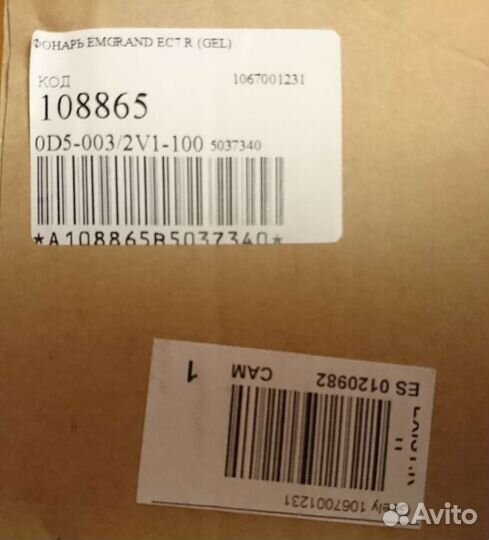 ФОНАРЬ EMGRAND EC7 R (GEL)
КОД 1067001231
108865
0D5-003/2V1-100 5037340
*A108865B5037340*
1 CAM ES 0120982
Geely 1067001231
Avito